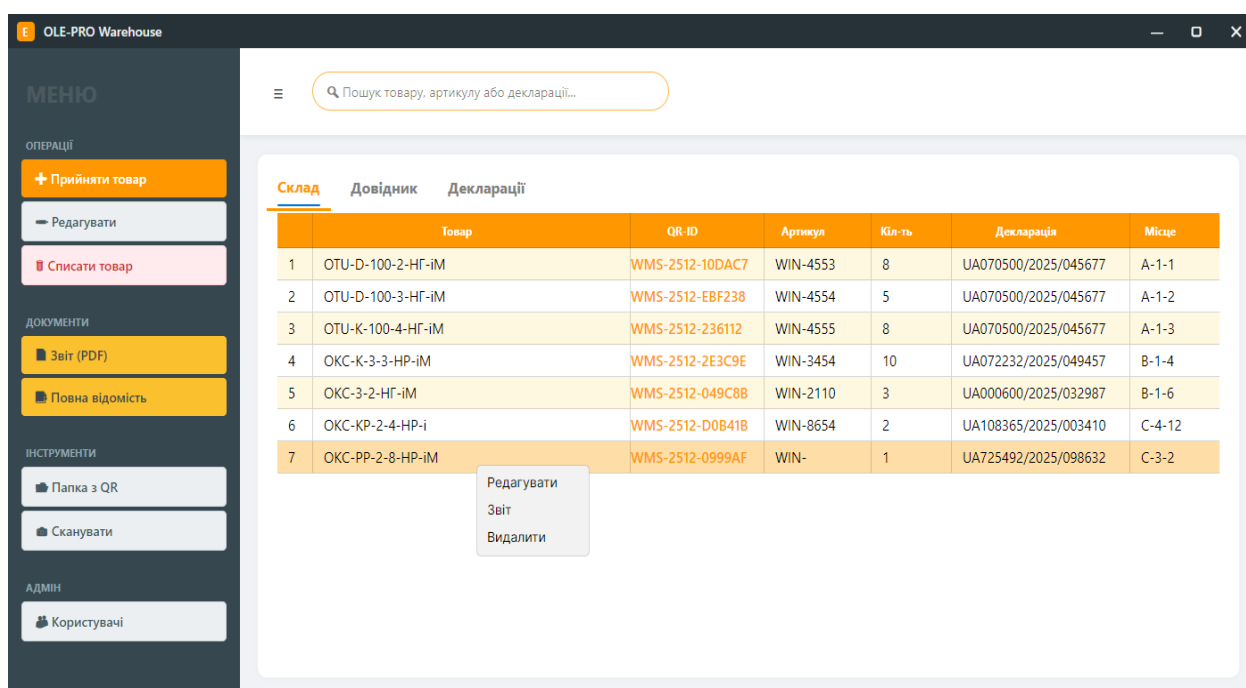 OLE-PRO Warehouse
МЕНЮ
Пошук товару, артикулу або декларації...
ОПЕРАЦІЇ
Прийняти товар
Редагувати
Списати товар
ДОКУМЕНТИ
Звіт (PDF)
Повна відомість
ІНСТРУМЕНТИ
Папка з QR
Сканувати
АДМІН
Користувачі
Склад Довідник Декларації
Товар QR-ID Артикул Кіл-ть Декларація Місце
1 OTU-D-100-2-НГ-іМ WMS-2512-10DAC7 WIN-4553 8 UA070500/2025/045677 A-1-1
2 OTU-D-100-3-НГ-іМ WMS-2512-EBF238 WIN-4554 5 UA070500/2025/045677 A-1-2
3 OTU-K-100-4-НГ-іМ WMS-2512-236112 WIN-4555 8 UA070500/2025/045677 A-1-3
4 ОКС-К-3-3-НР-іМ WMS-2512-2E3C9E WIN-3454 10 UA072232/2025/049457 B-1-4
5 ОКС-3-2-НГ-іМ WMS-2512-049C8B WIN-2110 3 UA000600/2025/032987 B-1-6
6 ОКС-КР-2-4-НР-і WMS-2512-D0B41B WIN-8654 2 UA108365/2025/003410 C-4-12
7 ОКС-РР-2-8-НР-іМ WMS-2512-0999AF WIN- 1 UA725492/2025/098632 C-3-2
Редагувати
Звіт
Видалити